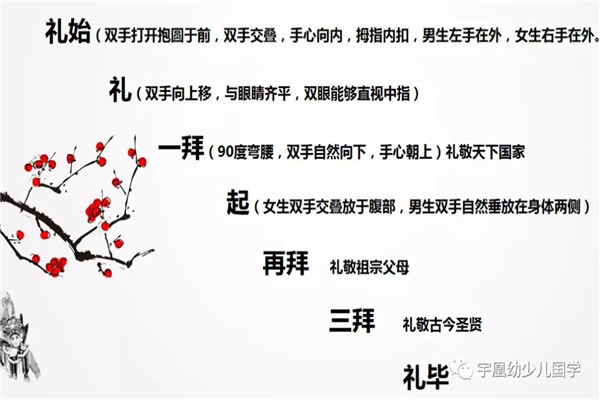 礼始（双手打开抱圆于前，双手交叠，手心向内，拇指内扣，男生左手在外，女生右手在外。
礼（双手向上移，与眼睛齐平，双眼能够直视中指）
一拜（90度弯腰，双手自然向下，手心朝上）礼敬天下国家
起（女生双手交叠放于腹部，男生双手自然垂放在身体两侧）
再拜 礼敬祖宗父母
三拜 礼敬古今圣贤
礼毕
宇凰幼少儿国学